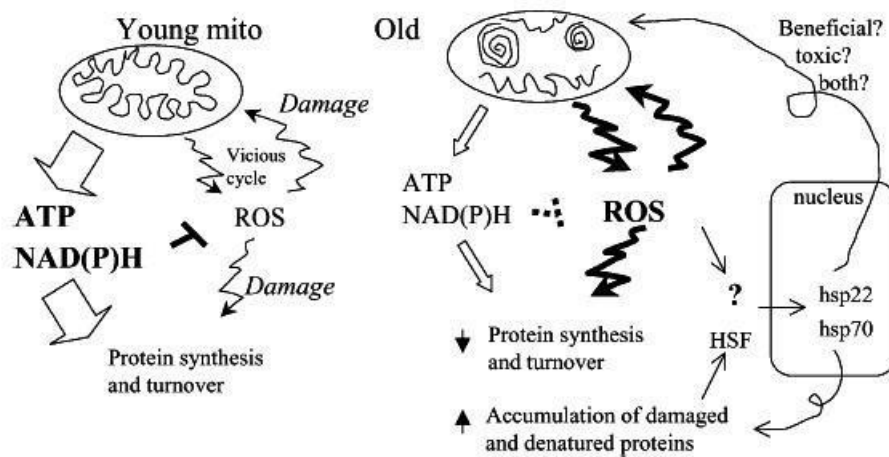 Young mito
Damage
Vicious
cycle
ATP
NAD(P)H
ROS
Damage
Protein synthesis
and turnover
Old
Beneficial?
toxic?
both?
ATP
NAD(P)H
ROS
nucleus
?
hsp22
HSF
hsp70
Protein synthesis
and turnover
Accumulation of damaged
and denatured proteins